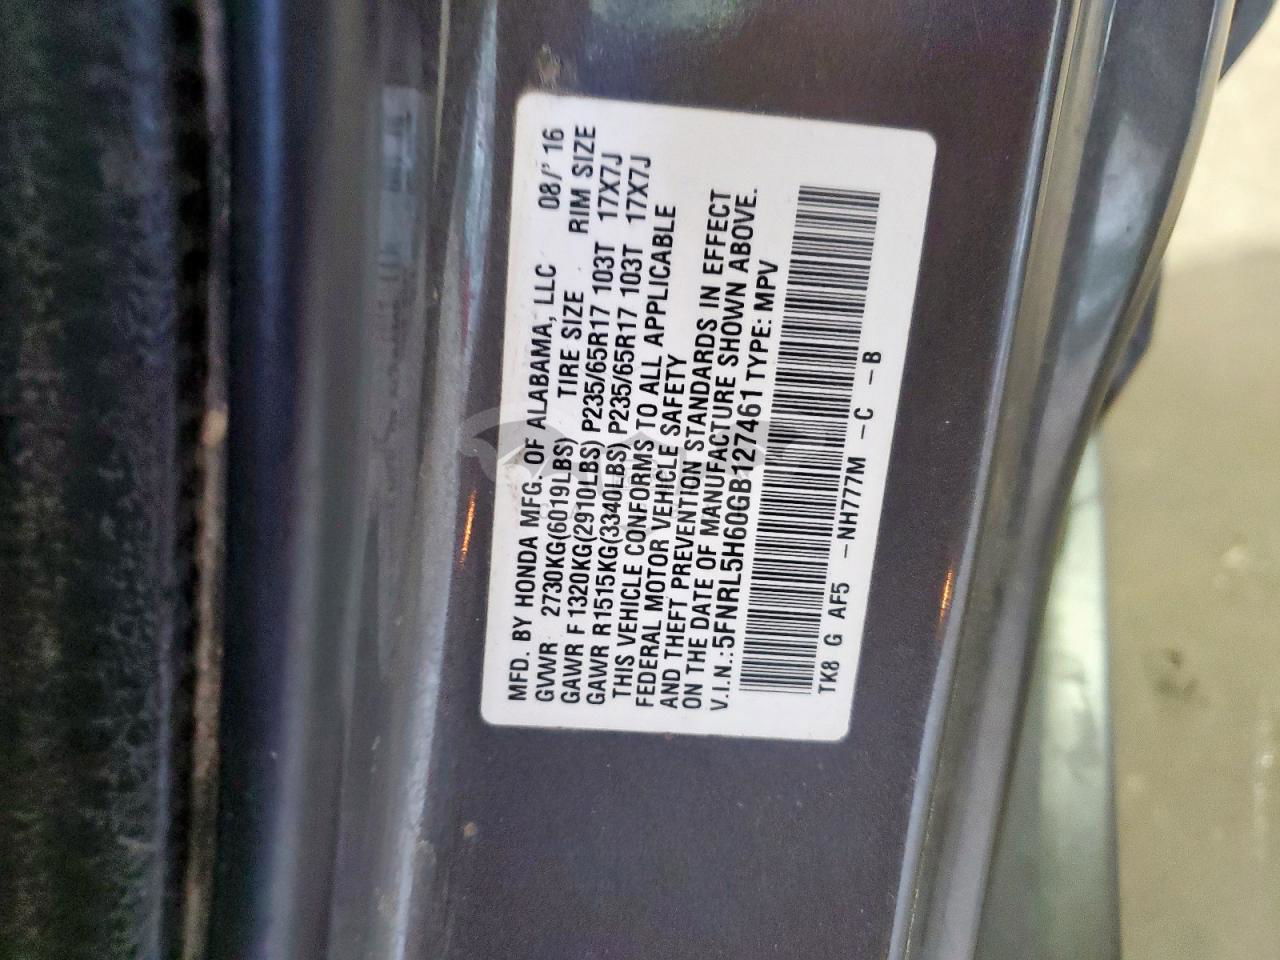 MFD. BY HONDA MFG. OF ALABAMA, LLC 08/'16
GVWR 2730KG(6019LBS) TIRE SIZE RIM SIZE
GAWR F 1320KG(2910LBS) P235/65R17 103T 17X7J
GAWR R1515KG(3340LBS) P235/65R17 103T 17X7J
THIS VEHICLE CONFORMS TO ALL APPLICABLE
FEDERAL MOTOR VEHICLE SAFETY
AND THEFT PREVENTION STANDARDS IN EFFECT
ON THE DATE OF MANUFACTURE SHOWN ABOVE.
V.I.N.:5FNRL5H60GB127461 TYPE: MPV
TK8 G AF5 -NH777M -C -B